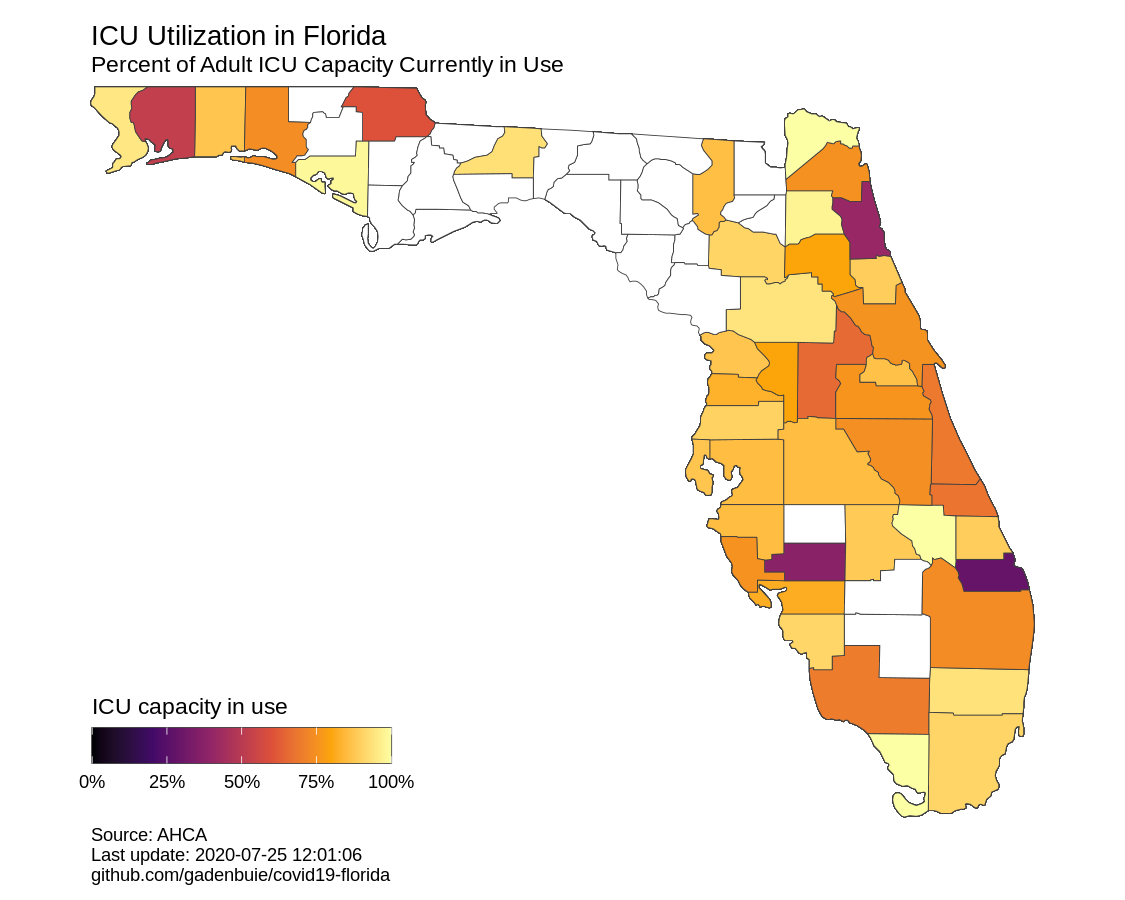 ICU Utilization in Florida
Percent of Adult ICU Capacity Currently in Use
ICU capacity in use
0% 25% 50% 75% 100%
Source: AHCA
Last update: 2020-07-25 12:01:06
github.com/gadenbuie/covid19-florida